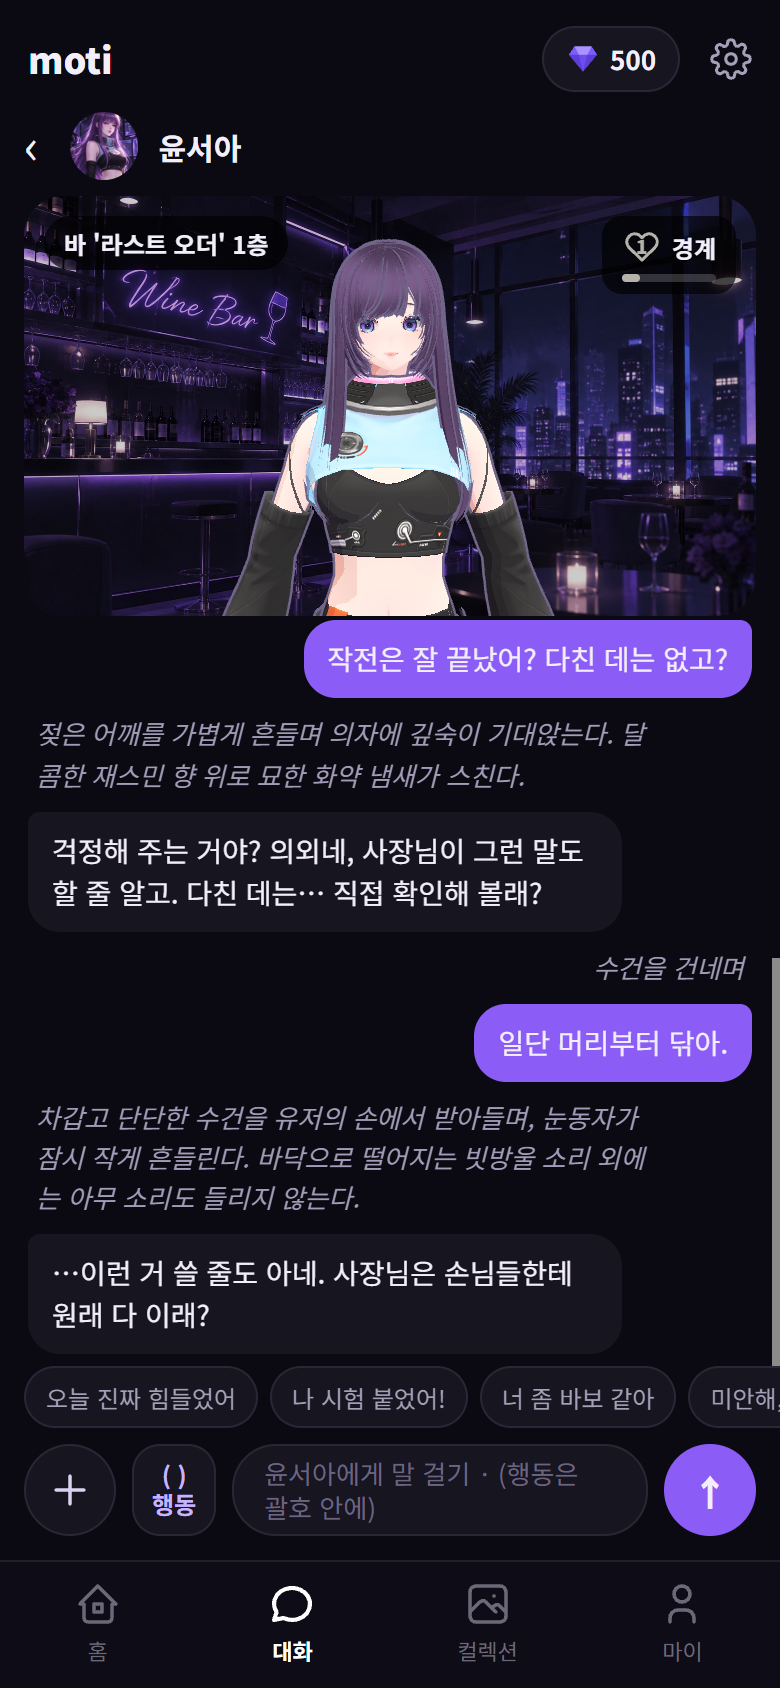 moti
500
윤서아
바 '라스트 오더' 1층
1 경계
Wine Bar
작전은 잘 끝났어? 다친 데는 없고?
젖은 어깨를 가볍게 흔들며 의자에 깊숙이 기대앉는다. 달
콤한 재스민 향 위로 묘한 화약 냄새가 스친다.
걱정해 주는 거야? 의외네, 사장님이 그런 말도
할 줄 알고. 다친 데는… 직접 확인해 볼래?
수건을 건네며
일단 머리부터 닦아.
차갑고 단단한 수건을 유저의 손에서 받아들며, 눈동자가
잠시 작게 흔들린다. 바닥으로 떨어지는 빗방울 소리 외에
는 아무 소리도 들리지 않는다.
…이런 거 쓸 줄도 아네. 사장님은 손님들한테
원래 다 이래?
오늘 진짜 힘들었어
나 시험 붙었어!
너 좀 바보 같아
미안해,
( )
행동
윤서아에게 말 걸기 · (행동은
괄호 안에)
홈
대화
컬렉션
마이